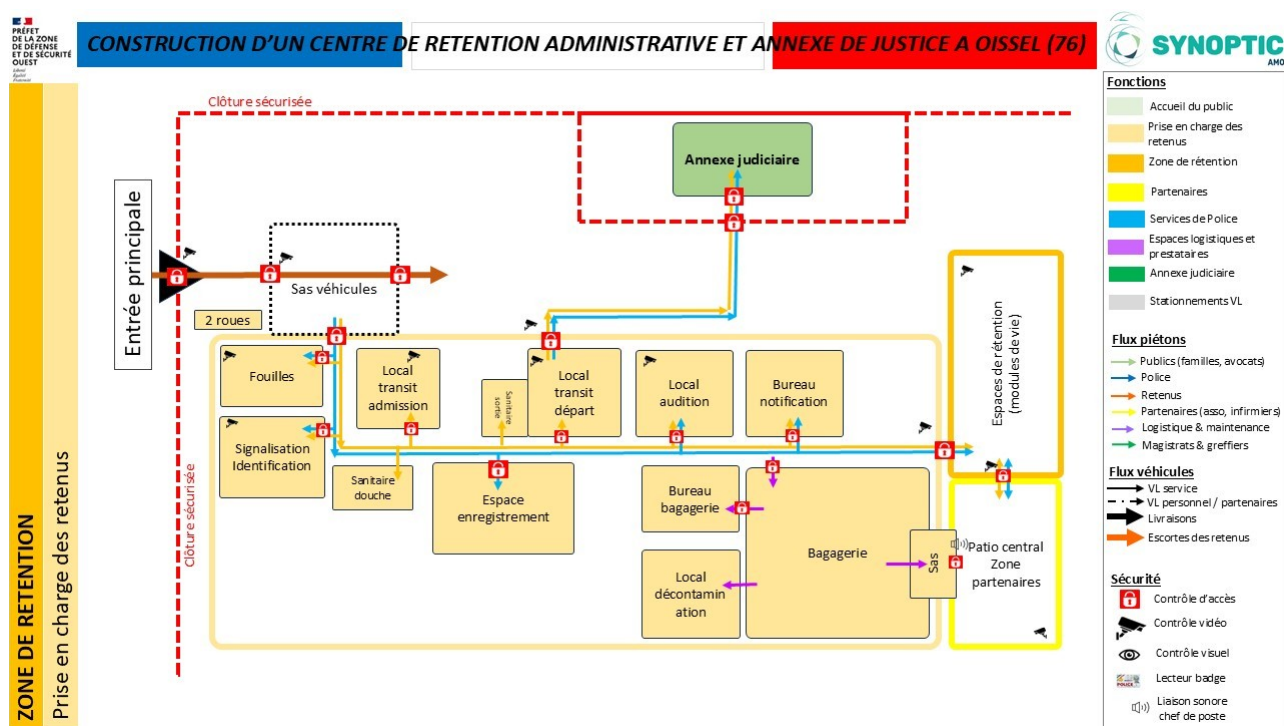 PRÉFET
DE LA ZONE
DE DÉFENSE
ET DE SÉCURITÉ
OUEST
Liberté
Égalité
Fraternité
CONSTRUCTION D'UN CENTRE DE RETENTION ADMINISTRATIVE ET ANNEXE DE JUSTICE A OISSEL (76)
SYNOPTIC
AMO
ZONE DE RETENTION
Prise en charge des retenus
Clôture sécurisée
Clôture sécurisée
Entrée principale
Annexe judiciaire
Sas véhicules
2 roues
Fouilles
Local
transit
admission
Sanitaire
sortie
Local
transit
départ
Local
audition
Bureau
notification
Espaces de rétention
(modules de vie)
Signalisation
Identification
Sanitaire
douche
Espace
enregistrement
Bureau
bagagerie
Bagagerie
Sas
Patio central
Zone
partenaires
Local
décontamin
ation
Fonctions
Accueil du public
Prise en charge des
retenus
Zone de rétention
Partenaires
Services de Police
Espaces logistiques et
prestataires
Annexe judiciaire
Stationnements VL
Flux piétons
Publics (familles, avocats)
Police
Retenus
Partenaires (asso, infirmiers)
Logistique & maintenance
Magistrats & greffiers
Flux véhicules
VL service
VL personnel / partenaires
Livraisons
Escortes des retenus
Sécurité
Contrôle d'accès
Contrôle vidéo
Contrôle visuel
POLICE
Lecteur badge
Liaison sonore
chef de poste